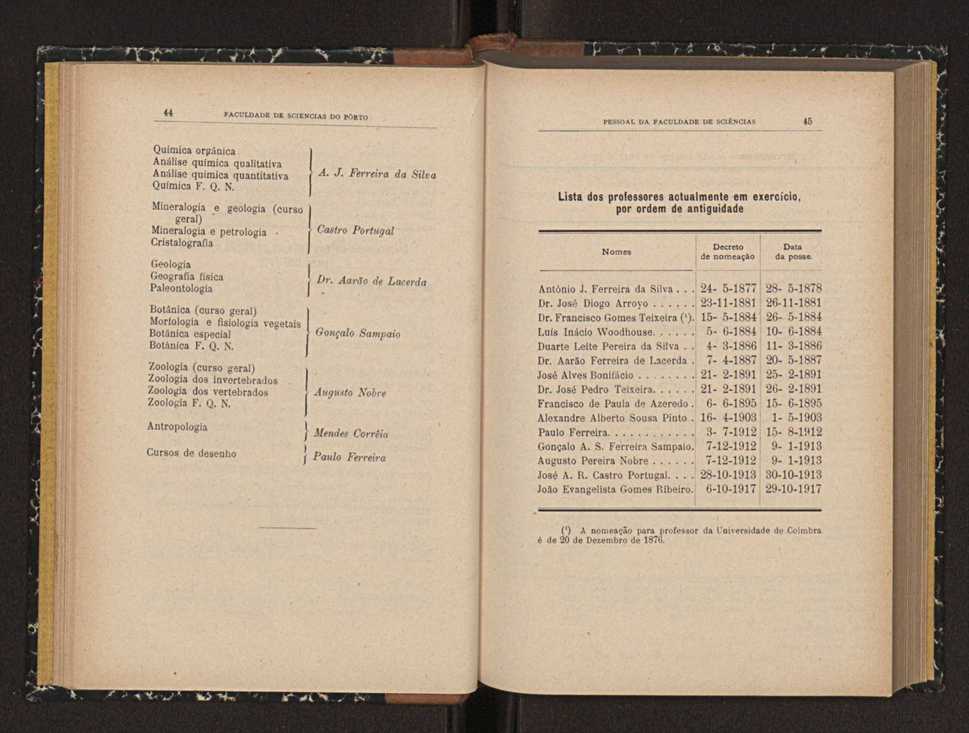 44 FACULDADE DE SCIENCIAS DO PÔRTO
Química orgânica
Análise química qualitativa
Análise química quantitativa
Química F. Q. N.
A. J. Ferreira da Silva
Mineralogia e geologia (curso
geral)
Mineralogia e petrologia
Cristalografia
Castro Portugal
Geologia
Geografia física
Paleontologia
Dr. Aarão de Lacerda
Botânica (curso geral)
Morfologia e fisiologia vegetais
Botânica especial
Botânica F. Q. N.
Gonçalo Sampaio
Zoologia (curso geral)
Zoologia dos invertebrados
Zoologia dos vertebrados
Zoologia F. Q. N.
Augusto Nobre
Antropologia
Mendes Corrêia
Cursos de desenho
Paulo Ferreira
PESSOAL DA FACULDADE DE SCIÊNCIAS 45
Lista dos professores actualmente em exercício,
por ordem de antiguidade
Nomes Decreto de nomeação Data da posse
António J. Ferreira da Silva . . . 24- 5-1877 28- 5-1878
Dr. José Diogo Arroyo . . . . . . 23-11-1881 26-11-1881
Dr. Francisco Gomes Teixeira (¹). 15- 5-1884 26- 5-1884
Luís Inácio Woodhouse. . . . . . 5- 6-1884 10- 6-1884
Duarte Leite Pereira da Silva . . 4- 3-1886 11- 3-1886
Dr. Aarão Ferreira de Lacerda . 7- 4-1887 20- 5-1887
José Alves Bonifácio . . . . . . . . 21- 2-1891 25- 2-1891
Dr. José Pedro Teixeira. . . . . . 21- 2-1891 26- 2-1891
Francisco de Paula de Azeredo . 6- 6-1895 15- 6-1895
Alexandre Alberto Sousa Pinto . 16- 4-1903 1- 5-1903
Paulo Ferreira. . . . . . . . . . . . 3- 7-1912 15- 8-1912
Gonçalo A. S. Ferreira Sampaio. 7-12-1912 9- 1-1913
Augusto Pereira Nobre . . . . . . 7-12-1912 9- 1-1913
José A. R. Castro Portugal. . . . 28-10-1913 30-10-1913
João Evangelista Gomes Ribeiro. 6-10-1917 29-10-1917
(¹) A nomeação para professor da Universidade de Coimbra
é de 20 de Dezembro de 1876.